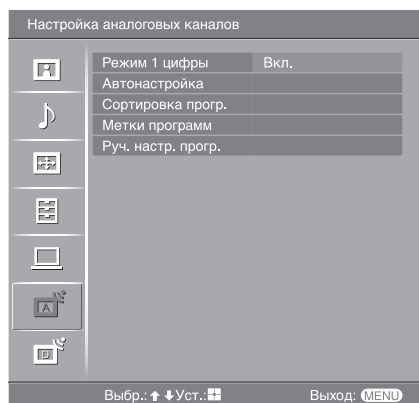 Настройка аналоговых каналов
Режим 1 цифры Вкл.
Автонастройка
Сортировка прогр.
Метки программ
Руч. настр. прогр.
A
D
Выбр.: ↑ ↓ Уст.: Выход: MENU